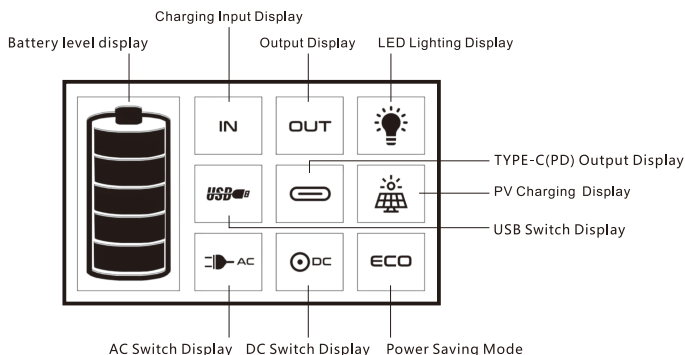 Charging Input Display
Battery level display
Output Display
LED Lighting Display
IN
OUT
TYPE-C(PD) Output Display
USB
PV Charging Display
USB Switch Display
AC
DC
ECO
AC Switch Display
DC Switch Display
Power Saving Mode